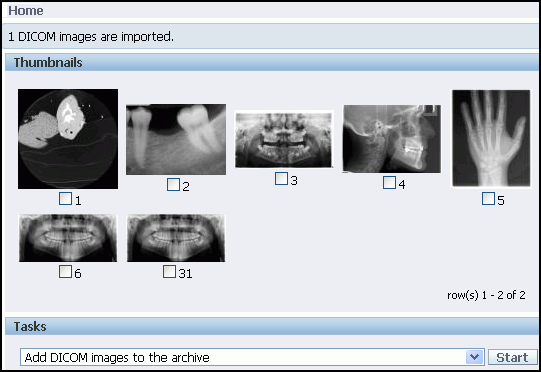 Home
1 DICOM images are imported.
Thumbnails
1
2
3
4
5
6
31
row(s) 1 - 2 of 2
Tasks
Add DICOM images to the archive
Start